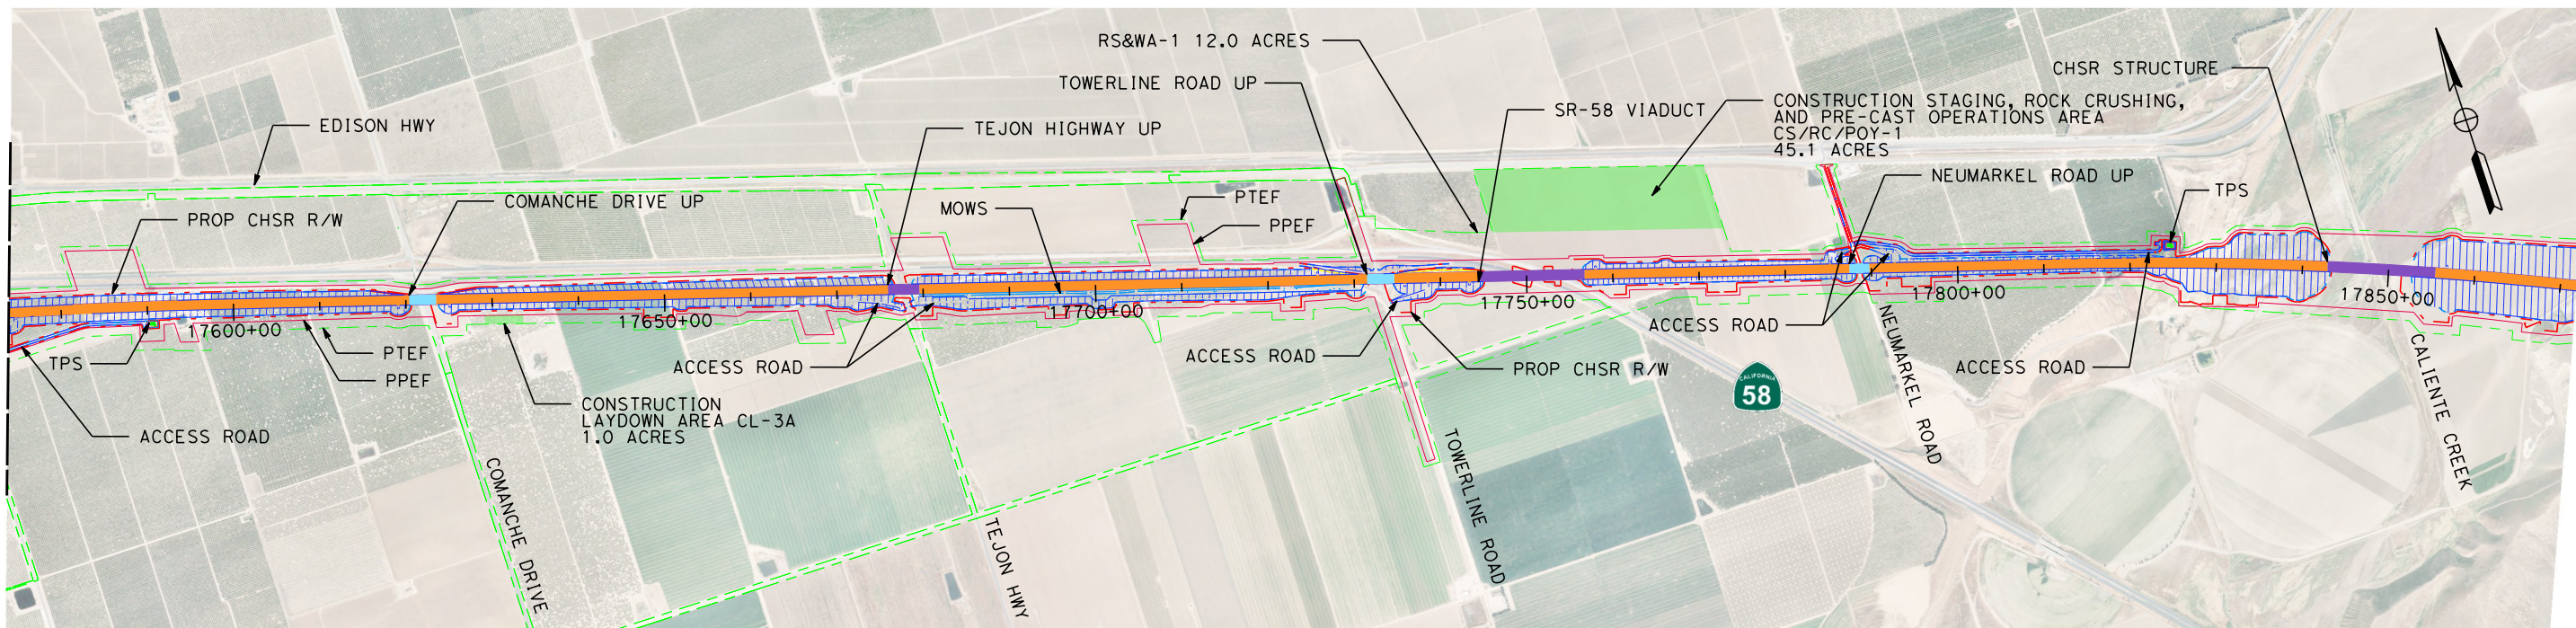 RS&WA-1 12.0 ACRES
TOWERLINE ROAD UP
CHSR STRUCTURE
EDISON HWY
TEJON HIGHWAY UP
SR-58 VIADUCT
CONSTRUCTION STAGING, ROCK CRUSHING,
AND PRE-CAST OPERATIONS AREA
CS/RC/POY-1
45.1 ACRES
PROP CHSR R/W
COMANCHE DRIVE UP
MOWS
PTEF
PPEF
NEUMARKEL ROAD UP
TPS
17600+00
17650+00
17700+00
17750+00
17800+00
17850+00
TPS
PTEF
PPEF
ACCESS ROAD
CONSTRUCTION
LAYDOWN AREA CL-3A
1.0 ACRES
ACCESS ROAD
ACCESS ROAD
PROP CHSR R/W
ACCESS ROAD
ACCESS ROAD
CALIFORNIA
58
COMANCHE DRIVE
TEJON HWY
TOWERLINE ROAD
NEUMARKEL ROAD
CALIENTE CREEK